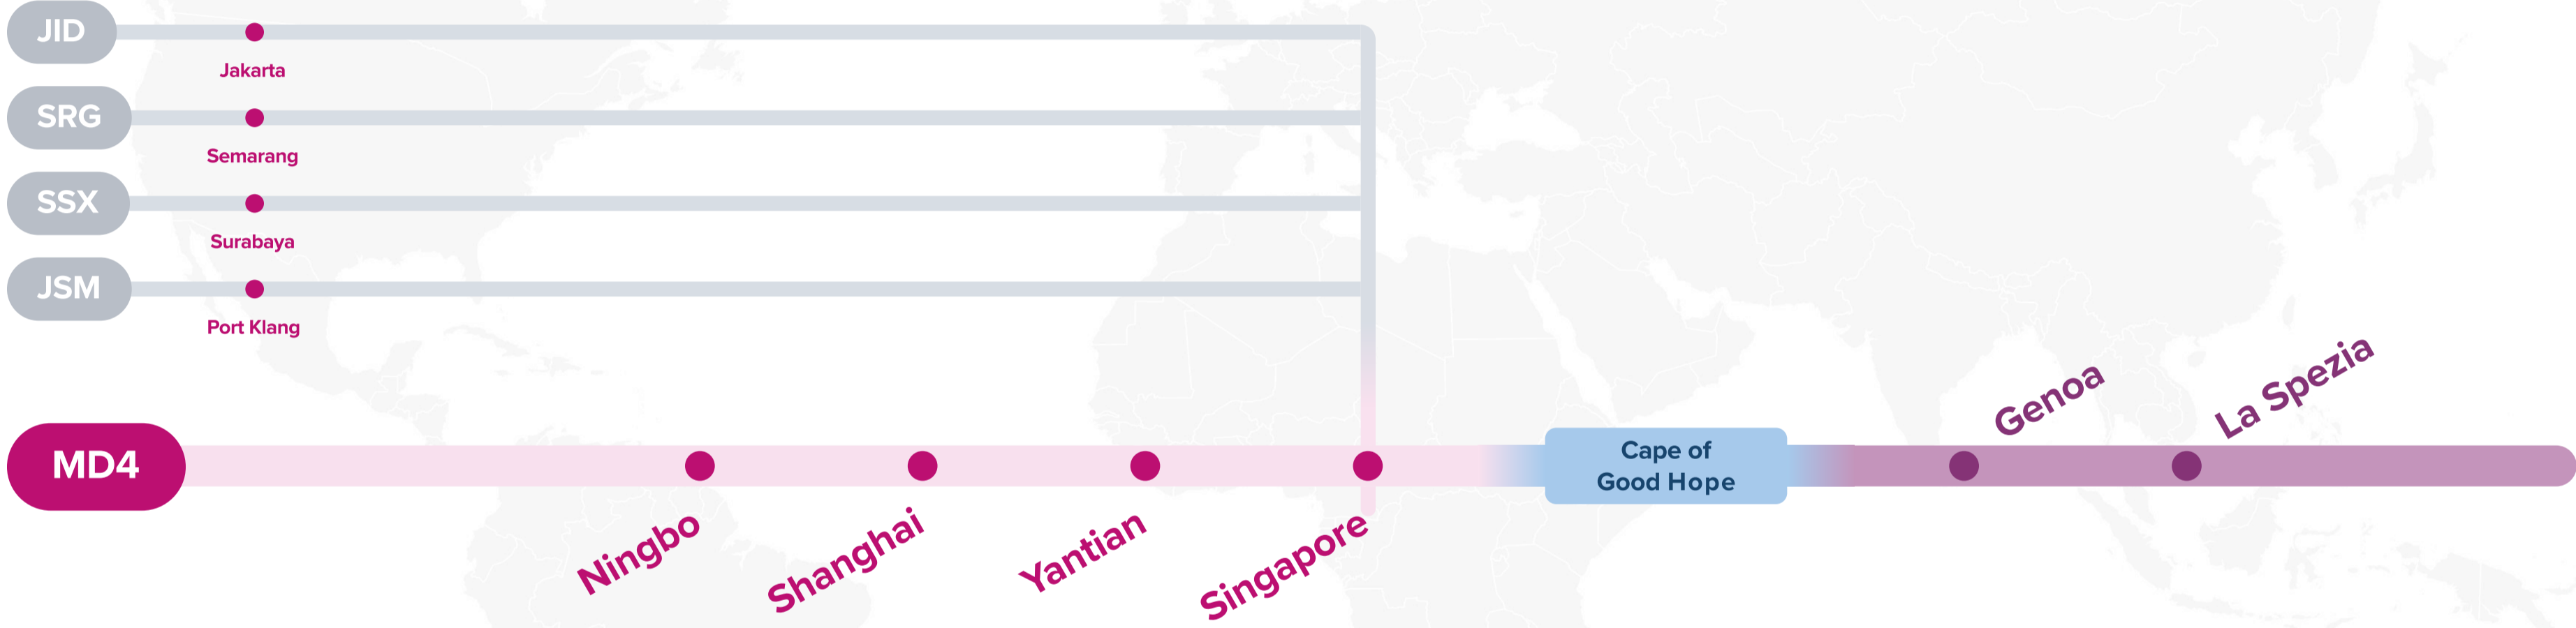 JID
Jakarta
SRG
Semarang
SSX
Surabaya
JSM
Port Klang
MD4
Ningbo
Shanghai
Yantian
Singapore
Cape of
Good Hope
Genoa
La Spezia